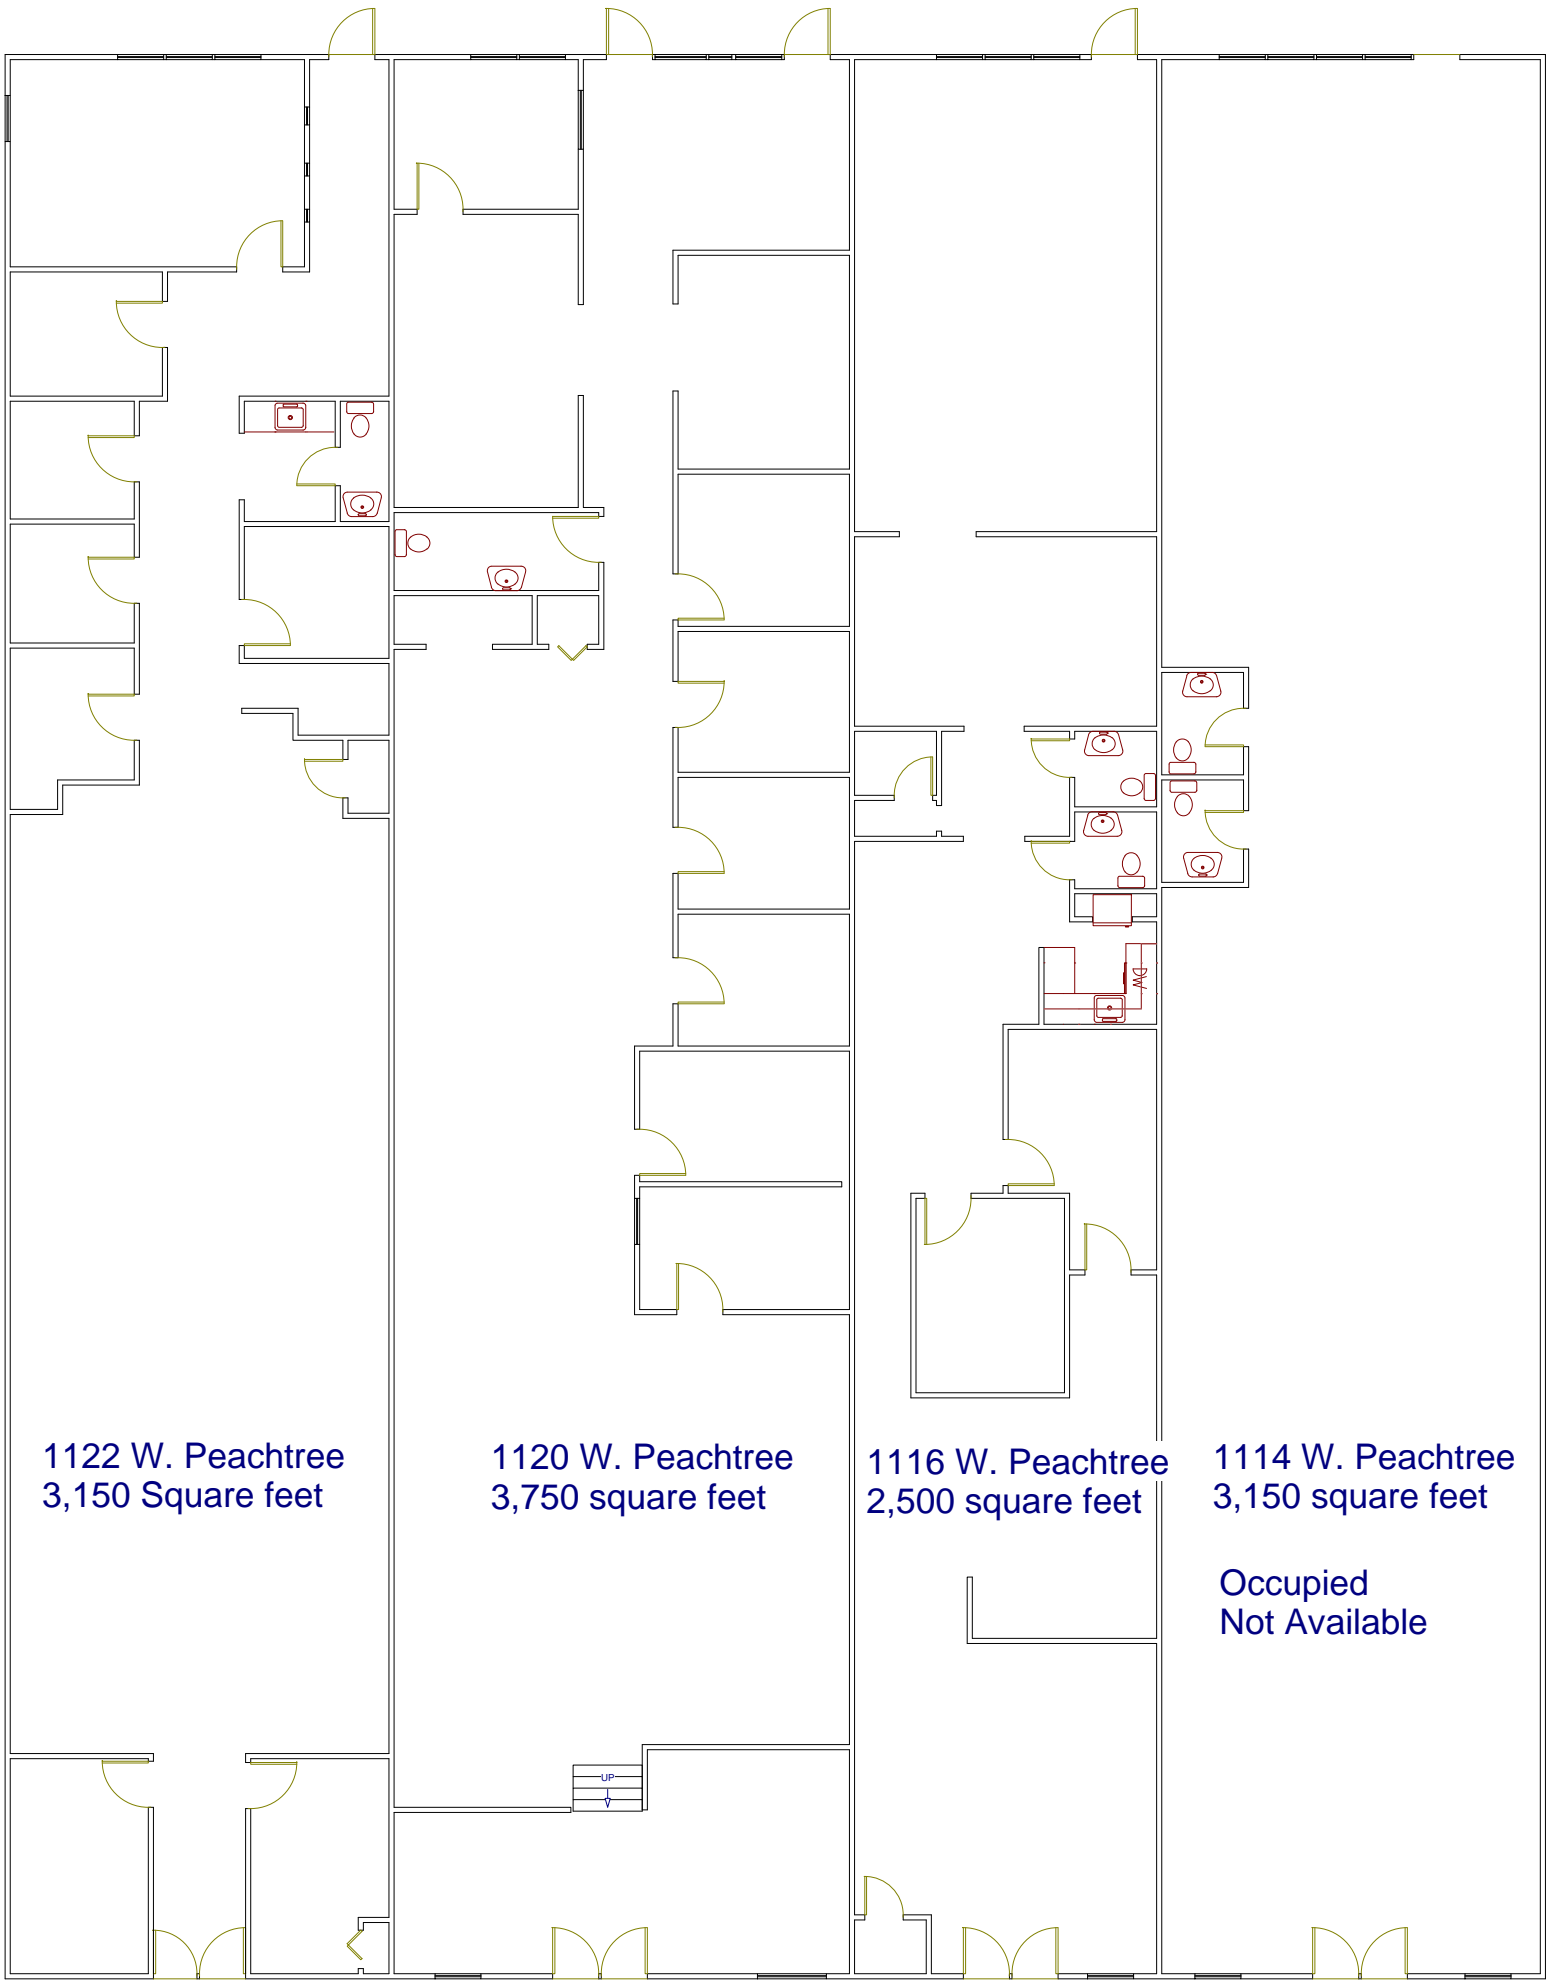 DW
1122 W. Peachtree
3,150 Square feet
1120 W. Peachtree
3,750 square feet
1116 W. Peachtree
2,500 square feet
1114 W. Peachtree
3,150 square feet
Occupied
Not Available
UP